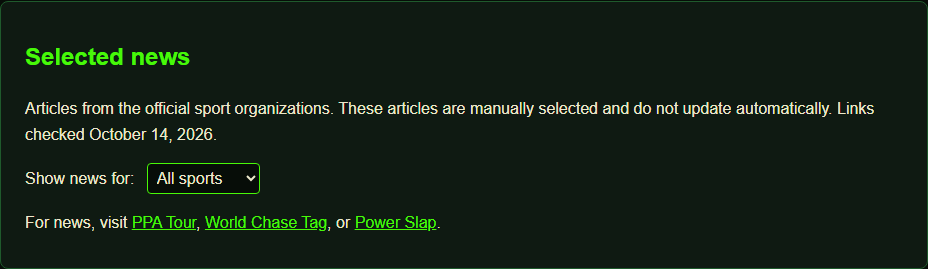 Selected news
Articles from the official sport organizations. These articles are manually selected and do not update automatically. Links
checked October 14, 2026.
Show news for: All sports
For news, visit PPA Tour, World Chase Tag, or Power Slap.